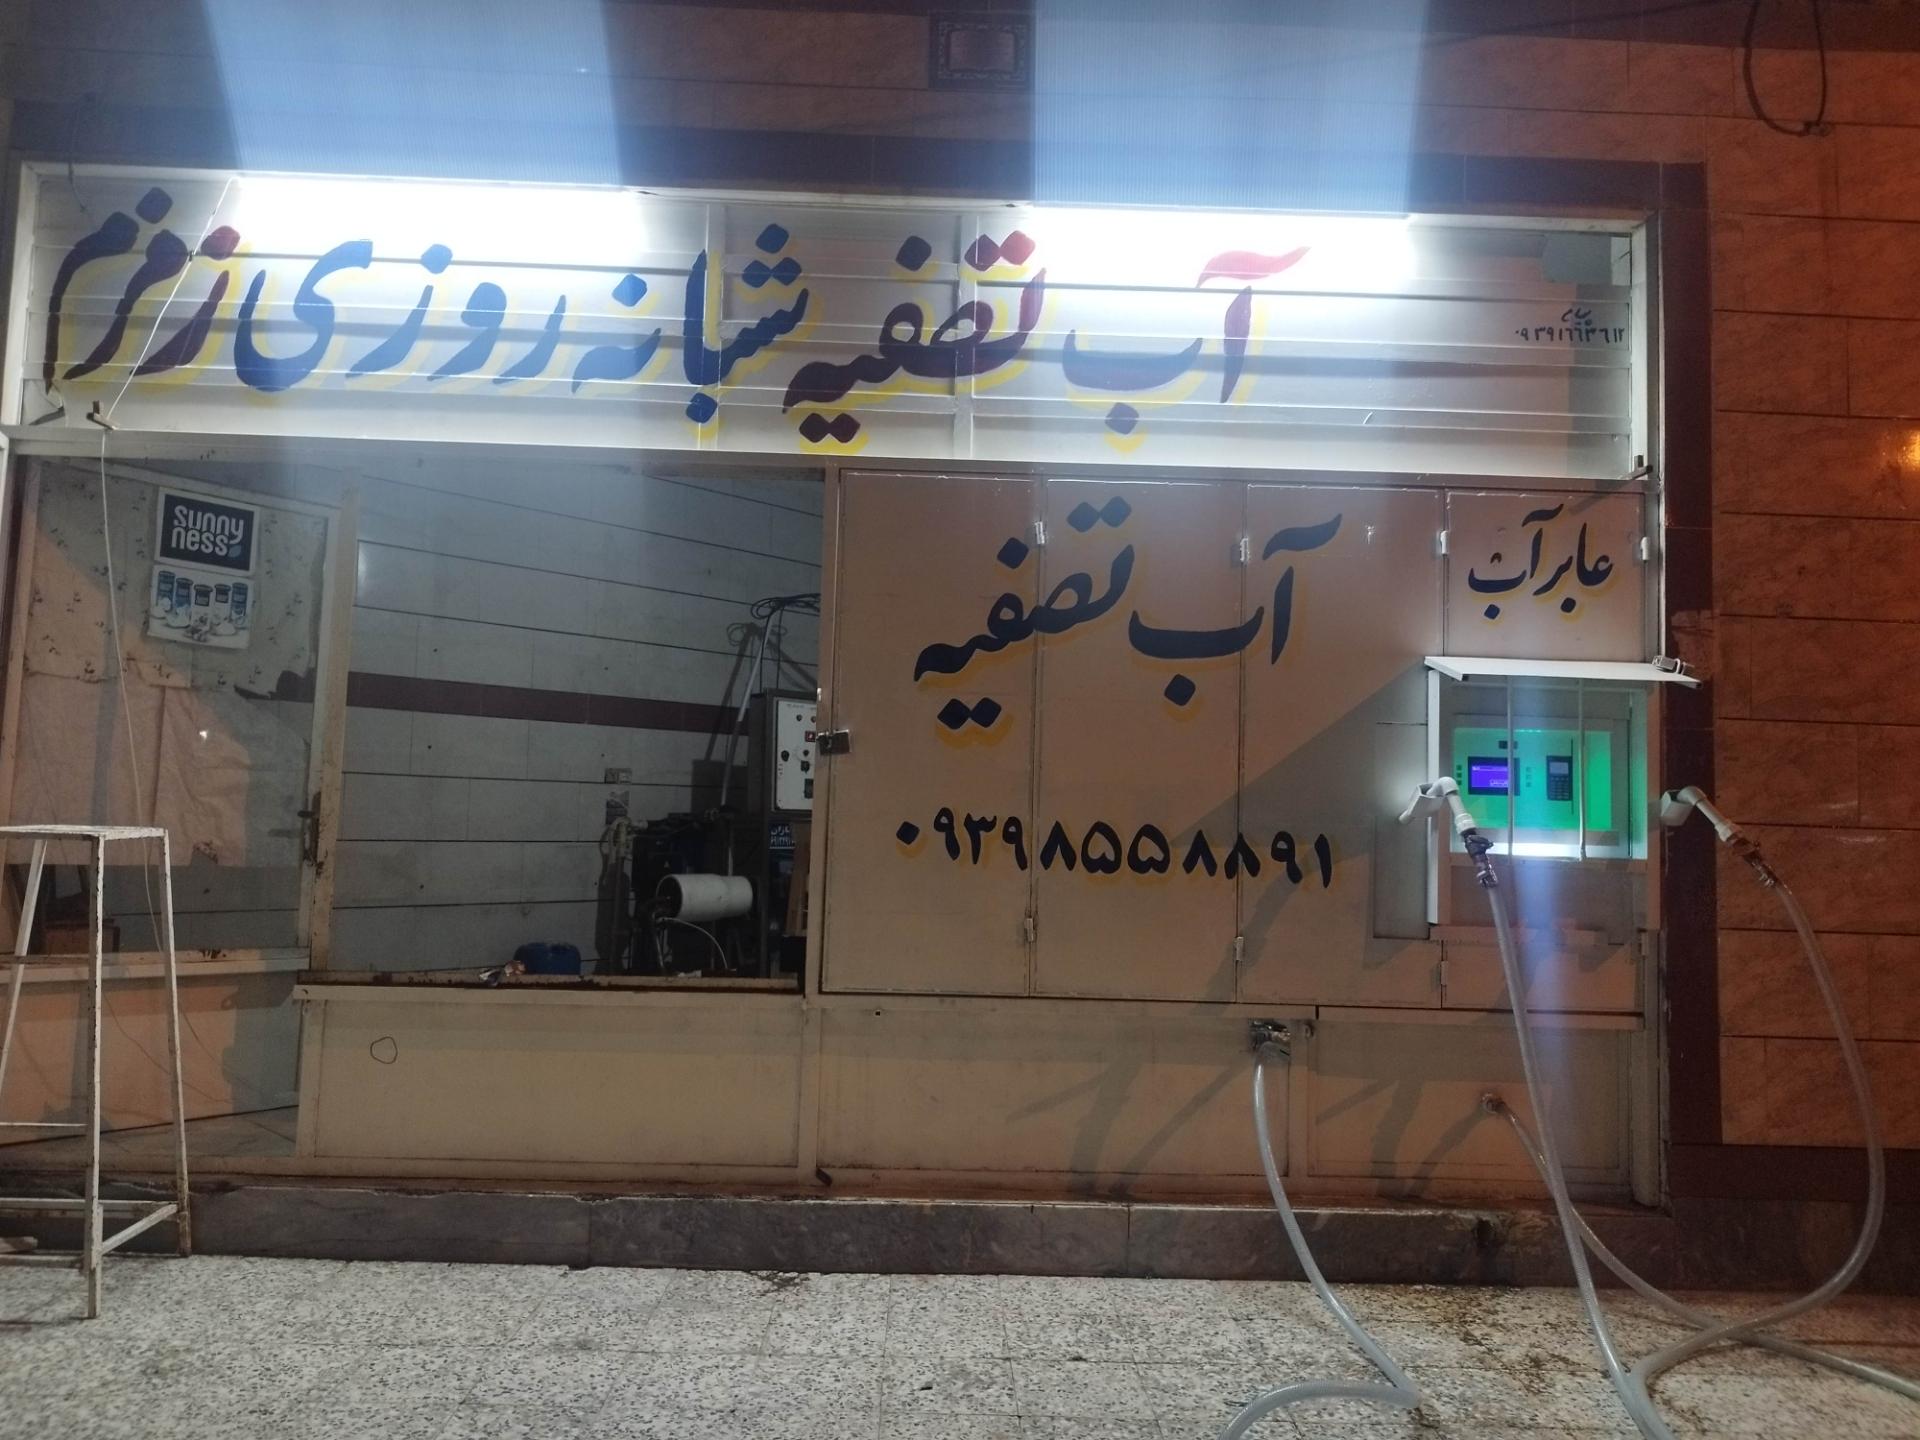 آب تصفیه شبانه روزی زمزم
۰۹۳۹۱۶۶۳۶۱۲
sunny
ness
آب تصفیه
عابر آب
۰۹۳۹۸۵۵۸۸۹۱